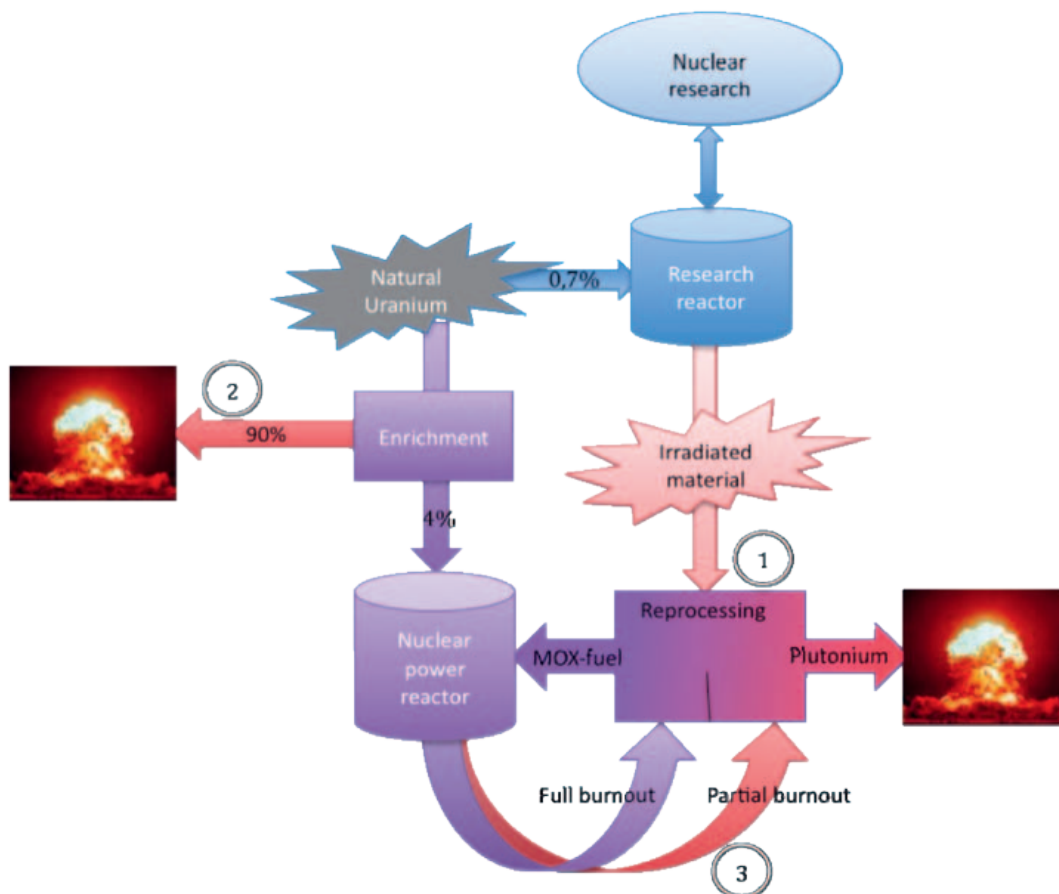 Nuclear
research
Natural
Uranium
0,7%
Research
reactor
2
90%
Enrichment
Irradiated
material
4%
1
Reprocessing
Nuclear
power
reactor
MOX-fuel
Plutonium
Full burnout
Partial burnout
3